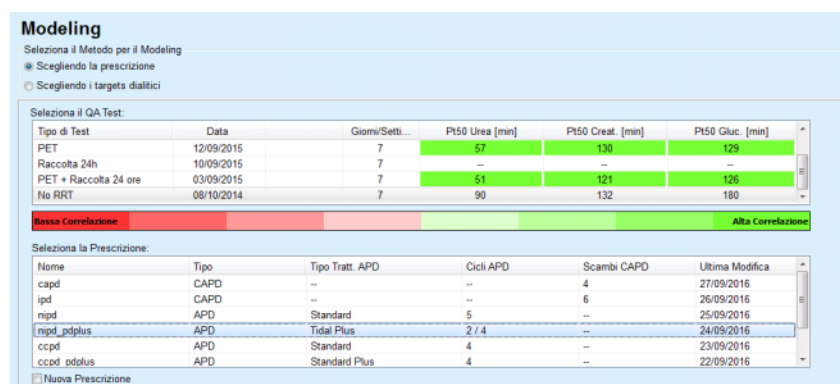 Modeling
Seleziona il Metodo per il Modeling
Scegliendo la prescrizione
Scegliendo i targets dialitici
Seleziona il QA Test:
Tipo di Test Data Giorni/Setti... Pt50 Urea [min] Pt50 Creat. [min] Pt50 Gluc. [min]
PET 12/09/2015 7 57 130 129
Raccolta 24h 10/09/2015 7 -- -- --
PET + Raccolta 24 ore 03/09/2015 7 51 121 126
No RRT 08/10/2014 7 90 132 180
Bassa Correlazione Alta Correlazione
Seleziona la Prescrizione:
Nome Tipo Tipo Tratt. APD Cicli APD Scambi CAPD Ultima Modifica
capd CAPD -- -- 4 27/09/2016
ipd CAPD -- -- 6 26/09/2016
nipd APD Standard 5 -- 25/09/2016
nipd_pdplus APD Tidal Plus 2 / 4 -- 24/09/2016
ccpd APD Standard 4 -- 23/09/2016
ccpd_pdplus APD Standard Plus 4 -- 22/09/2016
Nuova Prescrizione